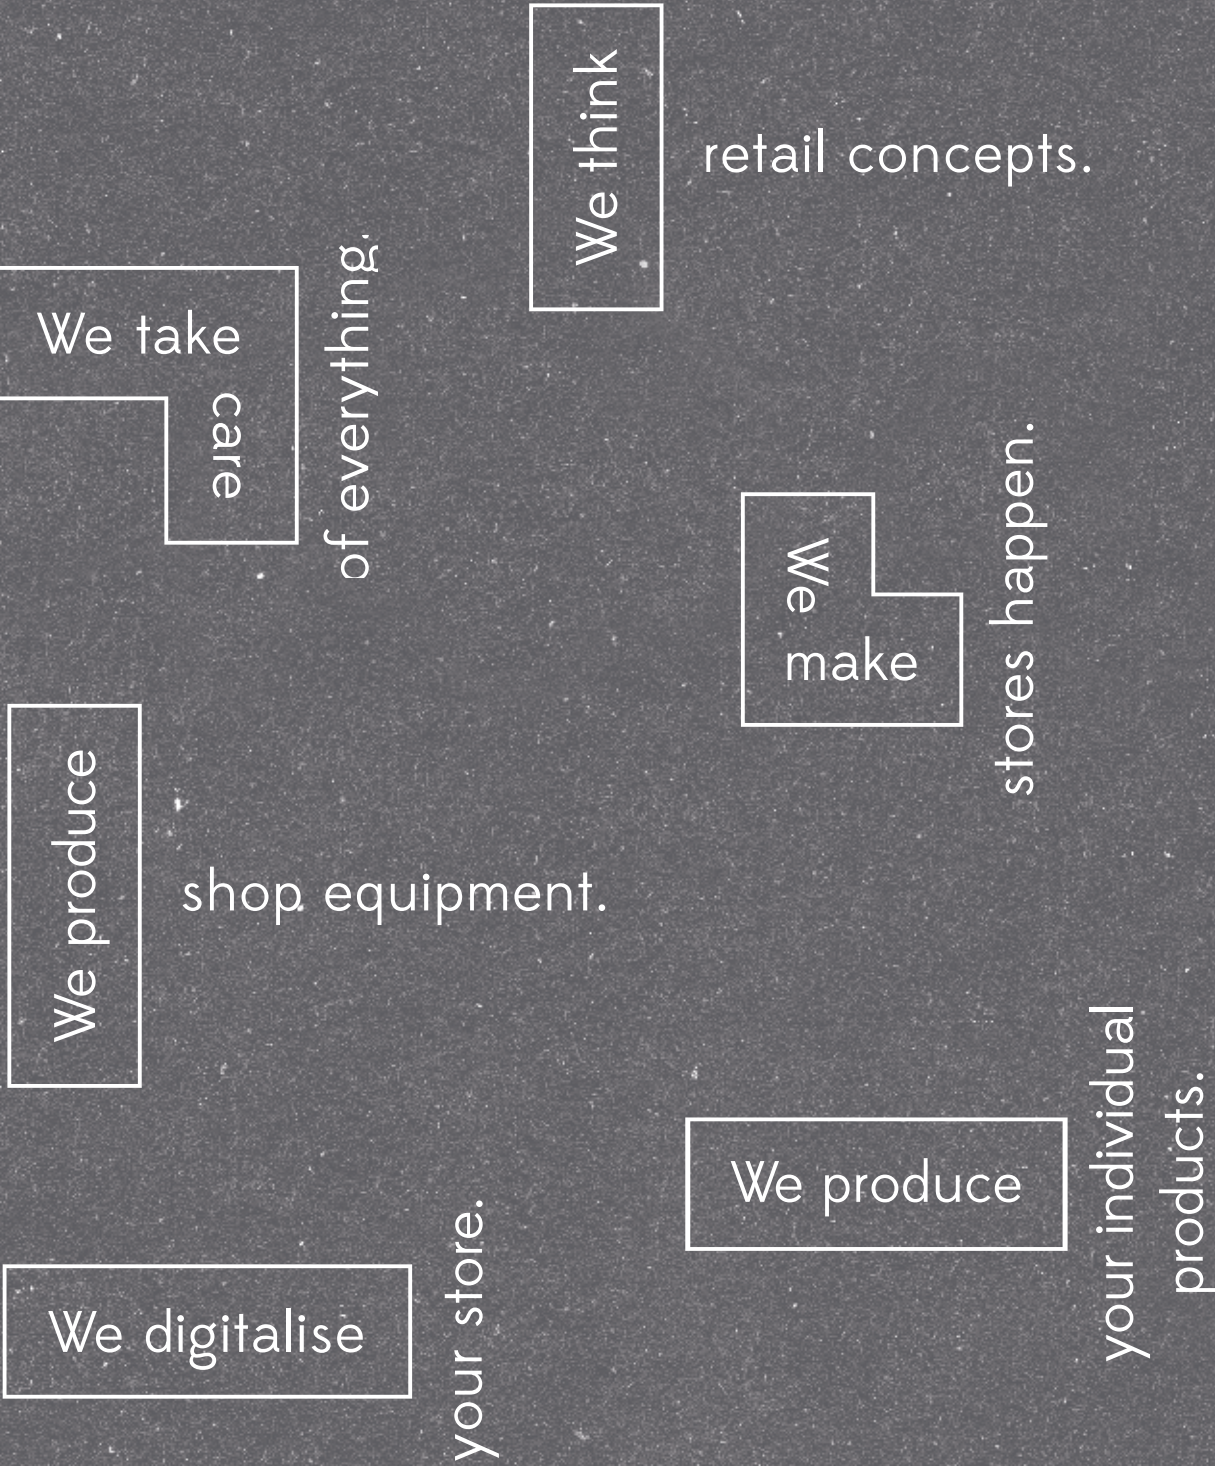 We think
retail concepts.
We take
care
of everything.
We
make
stores happen.
We produce
shop equipment.
We produce
your individual
products.
We digitalise
your store.